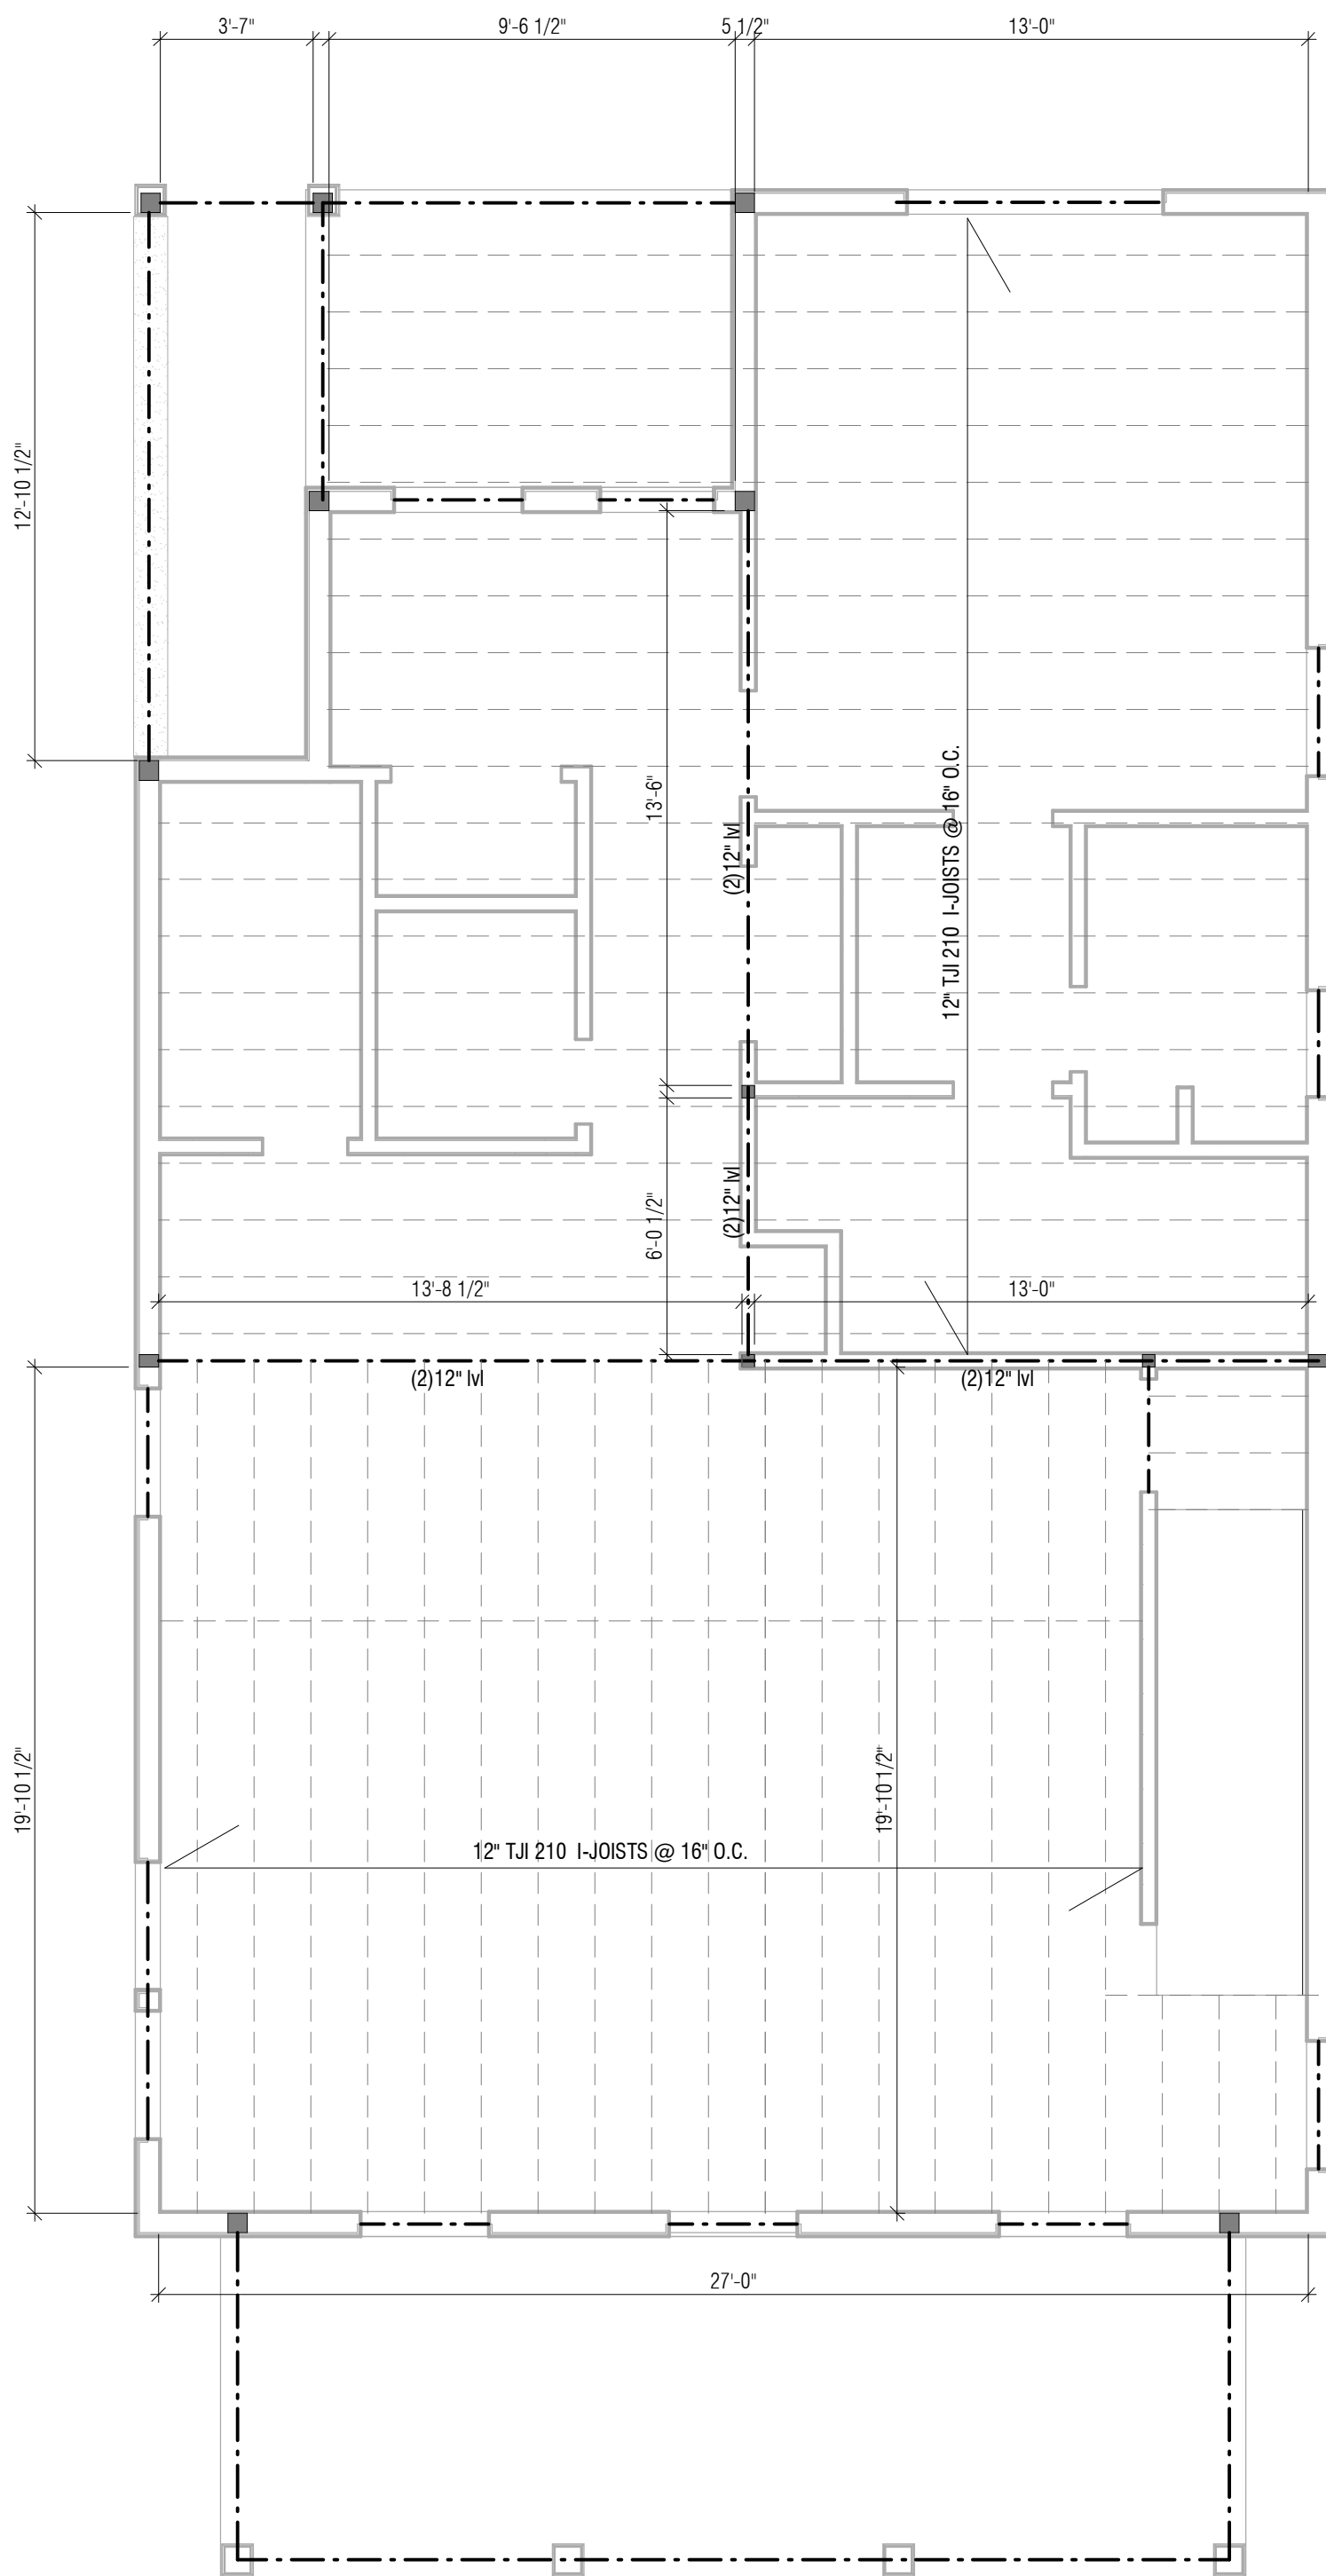 3'-7"
9'-6 1/2"
5 1/2"
13'-0"
12'-10 1/2"
13'-6"
(2)12" lvl
12" TJI 210 I-JOISTS @ 16" O.C.
6'-0 1/2"
(2)12" lvl
13'-8 1/2"
13'-0"
(2)12" lvl
(2)12" lvl
19'-10 1/2"
19'-10 1/2"
12" TJI 210 I-JOISTS @ 16" O.C.
27'-0"